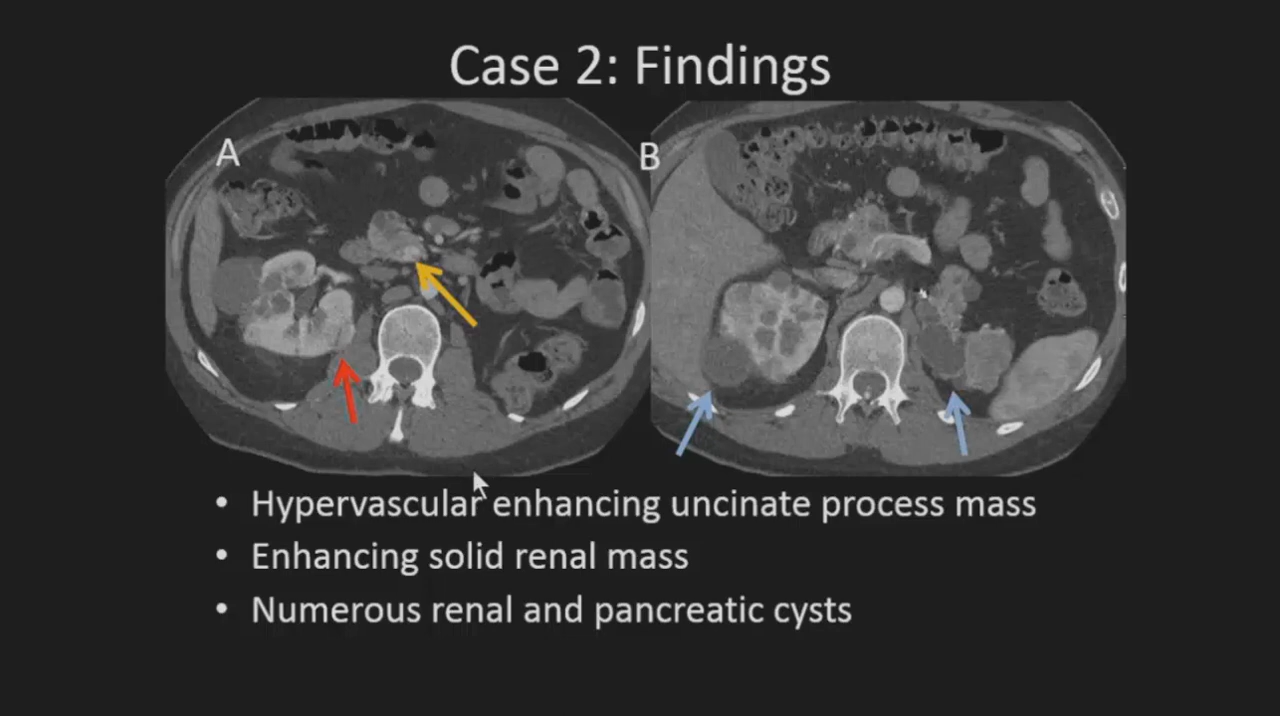 Case 2: Findings
A
B
• Hypervascular enhancing uncinate process mass
• Enhancing solid renal mass
• Numerous renal and pancreatic cysts